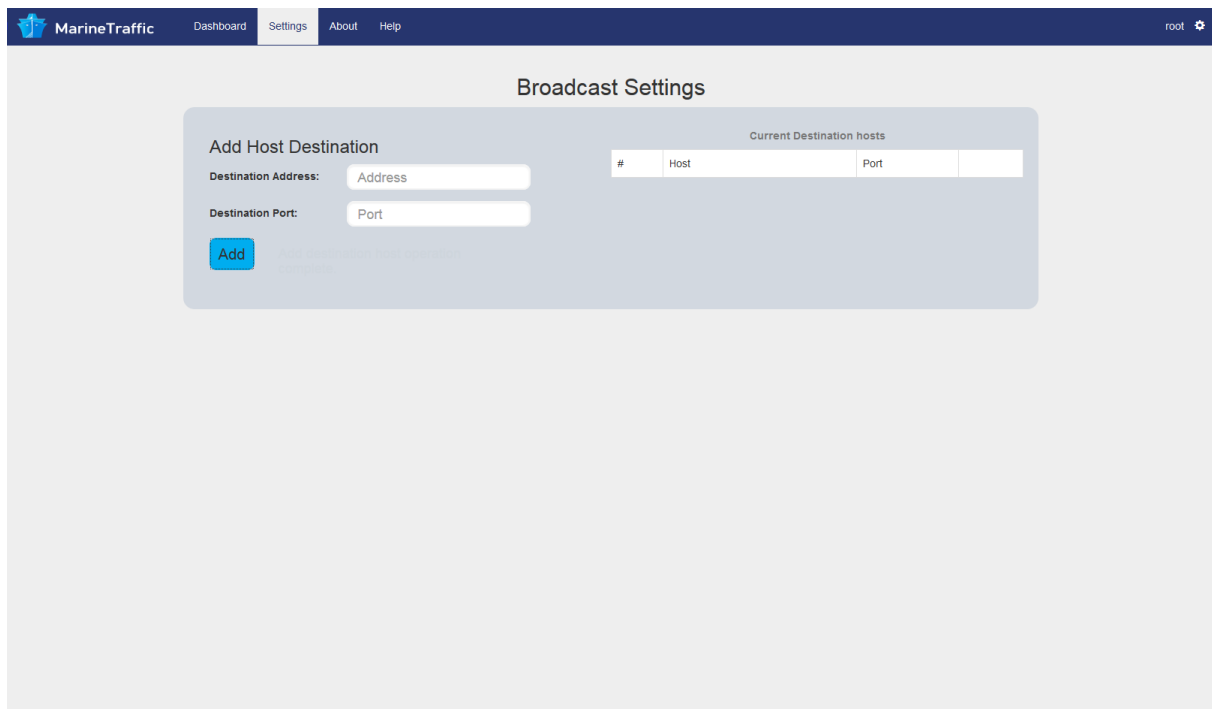 MarineTraffic Dashboard Settings About Help root
Broadcast Settings
Add Host Destination
Destination Address: Address
Destination Port: Port
Add
Current Destination hosts
# Host Port